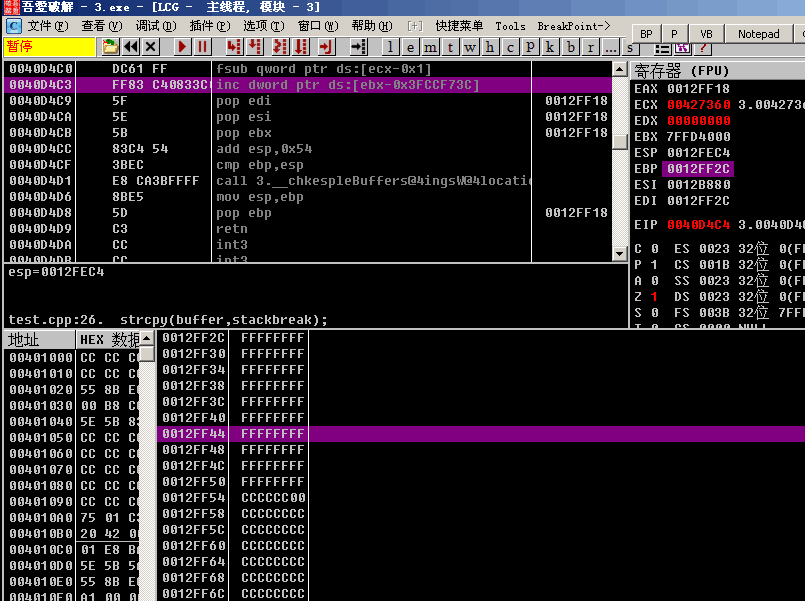 吾爱破解 - 3.exe - [LCG - 主线程, 模块 - 3]
文件(F) 查看(V) 调试(D) 插件(P) 选项(T) 窗口(W) 帮助(H) [+] 快捷菜单 Tools BreakPoint->
BP P VB Notepad
暂停 l e m t w h c p k b r ... s ?
0040D4C0 DC61 FF fsub qword ptr ds:[ecx-0x1]
0040D4C3 FF83 C40833C inc dword ptr ds:[ebx-0x3FCCF73C]
0040D4C9 5F pop edi 0012FF18
0040D4CA 5E pop esi 0012FF18
0040D4CB 5B pop ebx 0012FF18
0040D4CC 83C4 54 add esp,0x54
0040D4CF 3BEC cmp ebp,esp
0040D4D1 E8 CA3BFFFF call 3.__chkespleBuffers@4ingsW@4locati
0040D4D6 8BE5 mov esp,ebp
0040D4D8 5D pop ebp 0012FF18
0040D4D9 C3 retn
0040D4DA CC int3
0040D4DB CC int3
寄存器 (FPU)
EAX 0012FF18
ECX 00427360 3.0042736
EDX 00000000
EBX 7FFD4000
ESP 0012FEC4
EBP 0012FF2C
ESI 0012B880
EDI 0012FF2C
EIP 0040D4C4 3.0040D4
C 0 ES 0023 32位 0(F
P 1 CS 001B 32位 0(F
A 0 SS 0023 32位 0(F
Z 1 DS 0023 32位 0(F
S 0 FS 003B 32位 7FF
T 0 GS 0000 NULL
esp=0012FEC4
test.cpp:26. strcpy(buffer,stackbreak);
地址 HEX 数据
00401000 CC CC C
00401010 CC CC C
00401020 55 8B E
00401030 00 B8 C
00401040 5E 5B 8
00401050 CC CC C
00401060 CC CC C
00401070 CC CC C
00401080 CC CC C
00401090 CC CC C
004010A0 75 01 C
004010B0 20 42 0
004010C0 01 E8 B
004010D0 5E 5B 5
004010E0 55 8B E
004010F0 A1 00 0
0012FF2C FFFFFFFF
0012FF30 FFFFFFFF
0012FF34 FFFFFFFF
0012FF38 FFFFFFFF
0012FF3C FFFFFFFF
0012FF40 FFFFFFFF
0012FF44 FFFFFFFF
0012FF48 FFFFFFFF
0012FF4C FFFFFFFF
0012FF50 FFFFFFFF
0012FF54 CCCCCC00
0012FF58 CCCCCCCC
0012FF5C CCCCCCCC
0012FF60 CCCCCCCC
0012FF64 CCCCCCCC
0012FF68 CCCCCCCC
0012FF6C CCCCCCCC